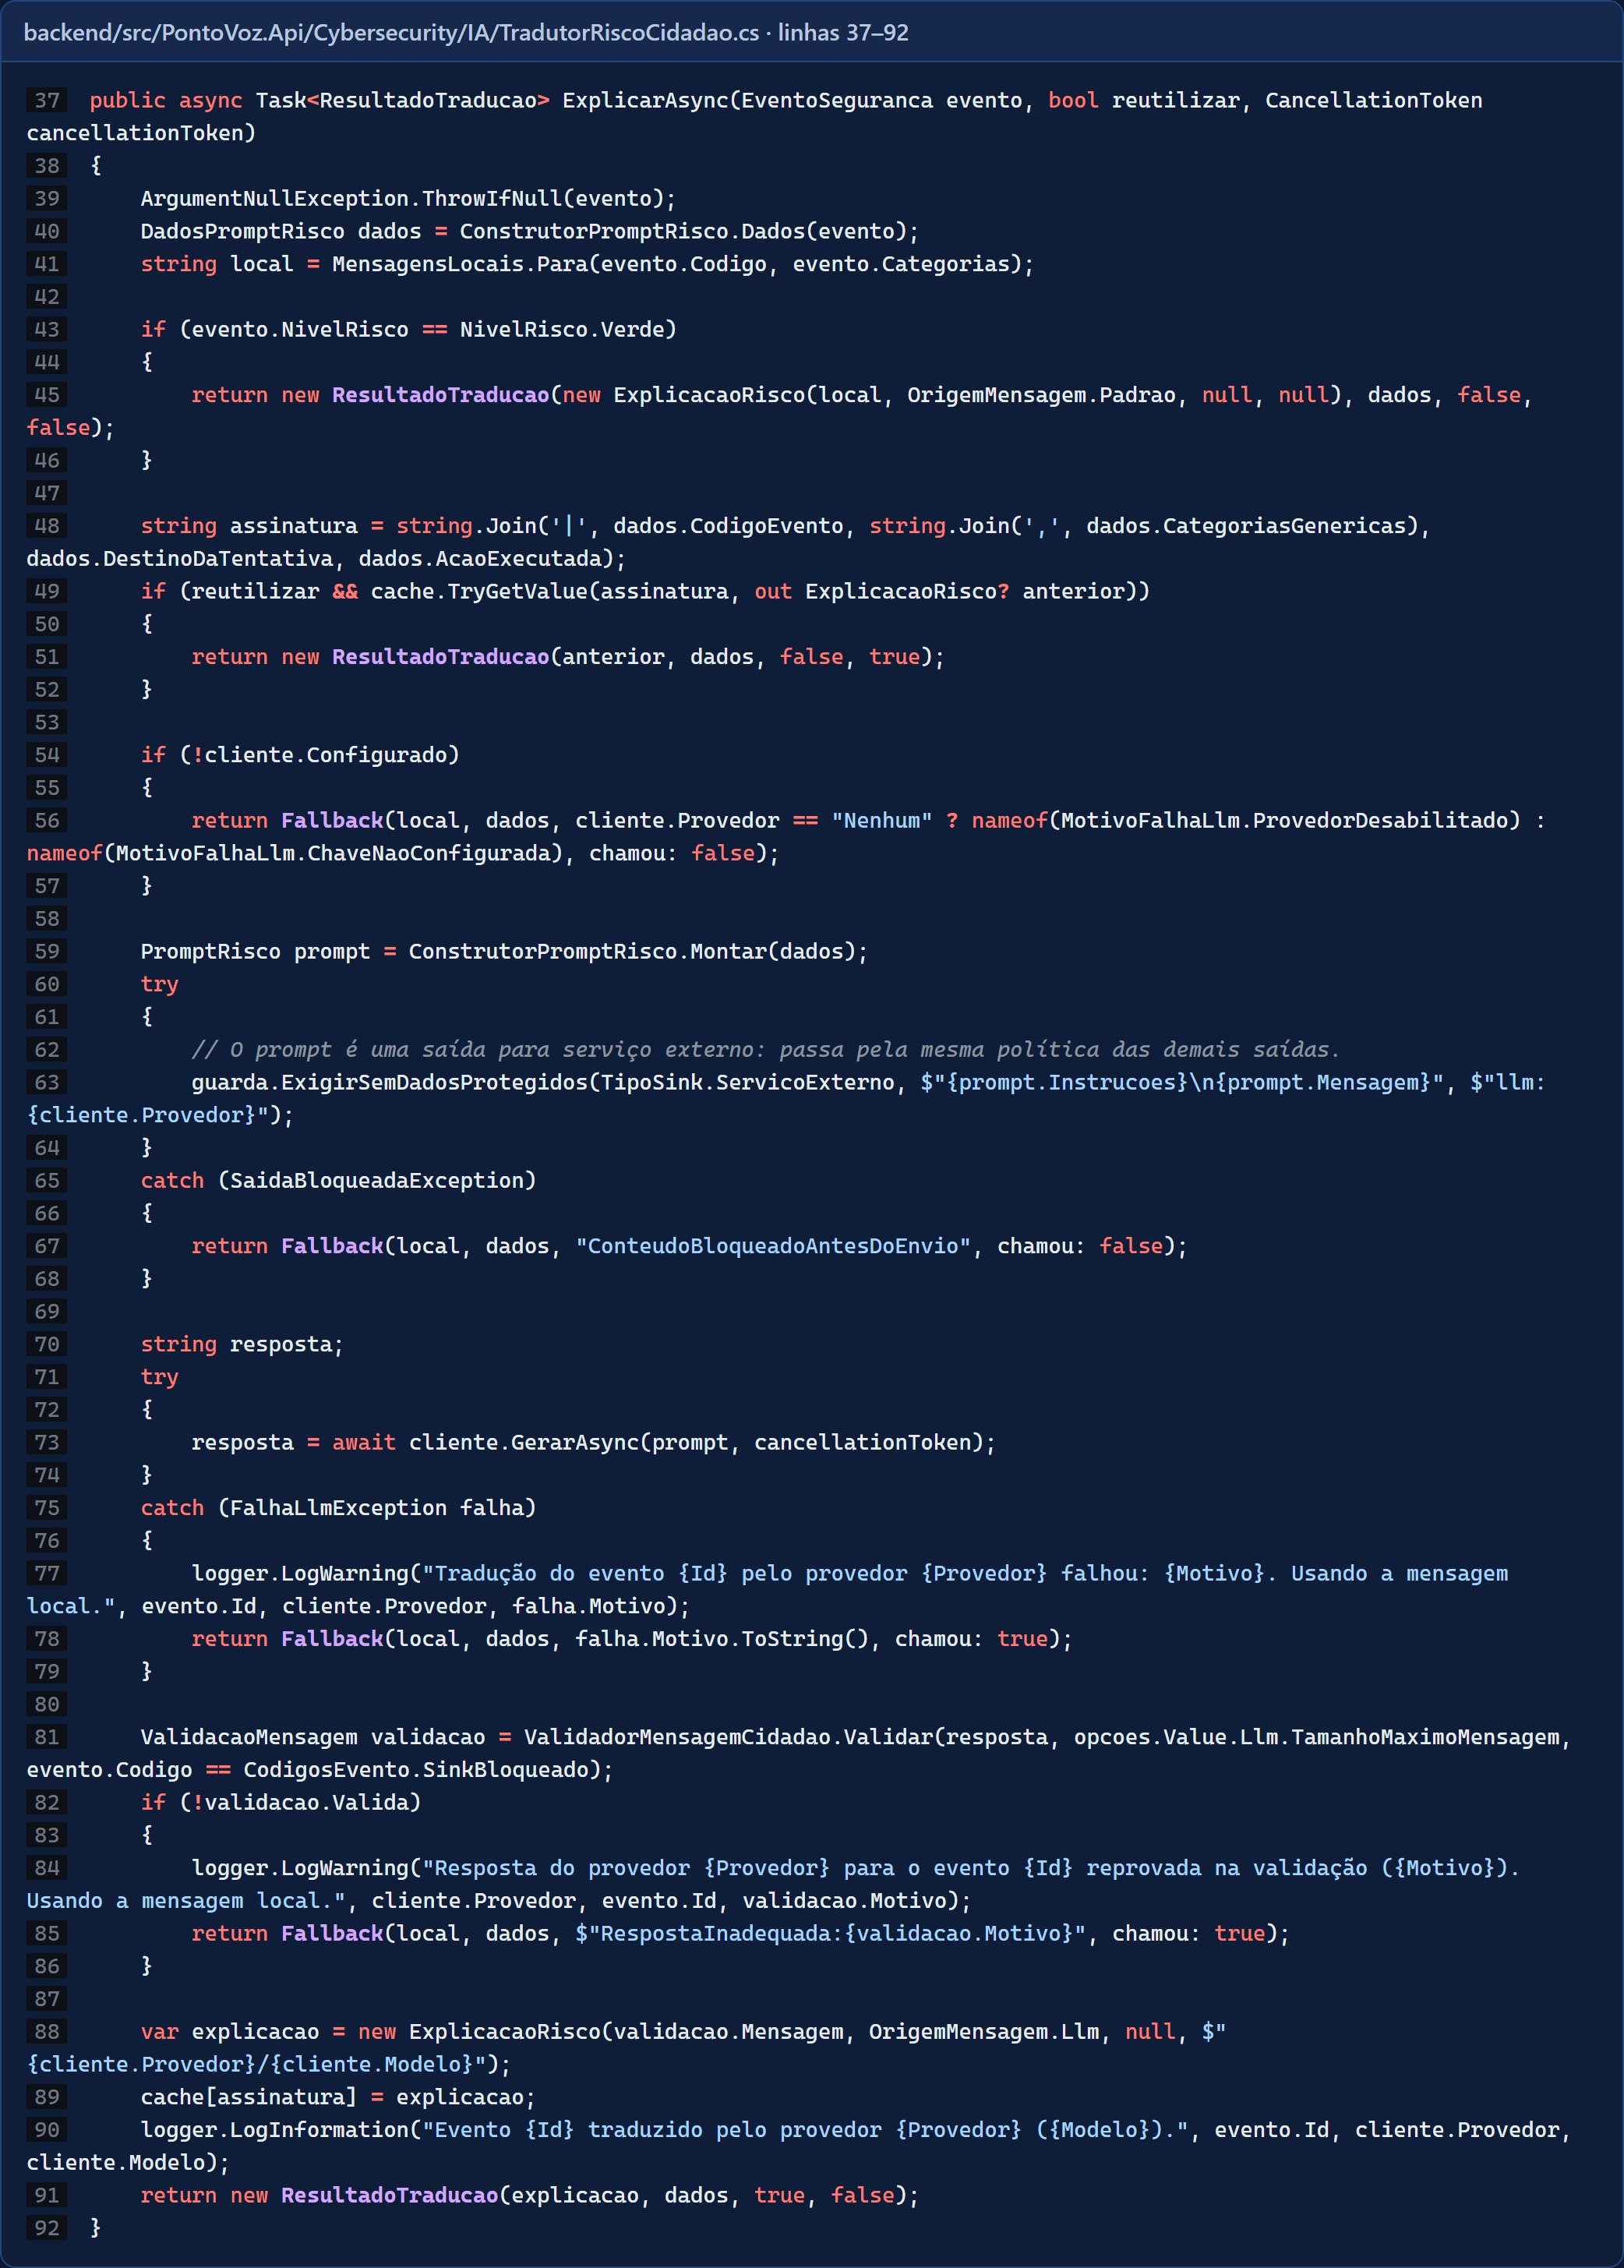 backend/src/PontoVoz.Api/Cybersecurity/IA/TradutorRiscoCidadao.cs · linhas 37–92
37 public async Task<ResultadoTraducao> ExplicarAsync(EventoSeguranca evento, bool reutilizar, CancellationToken
cancellationToken)
38 {
39     ArgumentNullException.ThrowIfNull(evento);
40     DadosPromptRisco dados = ConstrutorPromptRisco.Dados(evento);
41     string local = MensagensLocais.Para(evento.Codigo, evento.Categorias);
42
43     if (evento.NivelRisco == NivelRisco.Verde)
44     {
45         return new ResultadoTraducao(new ExplicacaoRisco(local, OrigemMensagem.Padrao, null, null), dados, false,
false);
46     }
47
48     string assinatura = string.Join('|', dados.CodigoEvento, string.Join(',', dados.CategoriasGenericas),
dados.DestinoDaTentativa, dados.AcaoExecutada);
49     if (reutilizar && cache.TryGetValue(assinatura, out ExplicacaoRisco? anterior))
50     {
51         return new ResultadoTraducao(anterior, dados, false, true);
52     }
53
54     if (!cliente.Configurado)
55     {
56         return Fallback(local, dados, cliente.Provedor == "Nenhum" ? nameof(MotivoFalhaLlm.ProvedorDesabilitado) :
nameof(MotivoFalhaLlm.ChaveNaoConfigurada), chamou: false);
57     }
58
59     PromptRisco prompt = ConstrutorPromptRisco.Montar(dados);
60     try
61     {
62         // O prompt é uma saída para serviço externo: passa pela mesma política das demais saídas.
63         guarda.ExigirSemDadosProtegidos(TipoSink.ServicoExterno, $"{prompt.Instrucoes}\n{prompt.Mensagem}", $"llm:
{cliente.Provedor}");
64     }
65     catch (SaidaBloqueadaException)
66     {
67         return Fallback(local, dados, "ConteudoBloqueadoAntesDoEnvio", chamou: false);
68     }
69
70     string resposta;
71     try
72     {
73         resposta = await cliente.GerarAsync(prompt, cancellationToken);
74     }
75     catch (FalhaLlmException falha)
76     {
77         logger.LogWarning("Tradução do evento {Id} pelo provedor {Provedor} falhou: {Motivo}. Usando a mensagem
local.", evento.Id, cliente.Provedor, falha.Motivo);
78         return Fallback(local, dados, falha.Motivo.ToString(), chamou: true);
79     }
80
81     ValidacaoMensagem validacao = ValidadorMensagemCidadao.Validar(resposta, opcoes.Value.Llm.TamanhoMaximoMensagem,
evento.Codigo == CodigosEvento.SinkBloqueado);
82     if (!validacao.Valida)
83     {
84         logger.LogWarning("Resposta do provedor {Provedor} para o evento {Id} reprovada na validação ({Motivo}).
Usando a mensagem local.", cliente.Provedor, evento.Id, validacao.Motivo);
85         return Fallback(local, dados, $"RespostaInadequada:{validacao.Motivo}", chamou: true);
86     }
87
88     var explicacao = new ExplicacaoRisco(validacao.Mensagem, OrigemMensagem.Llm, null, $"
{cliente.Provedor}/{cliente.Modelo}");
89     cache[assinatura] = explicacao;
90     logger.LogInformation("Evento {Id} traduzido pelo provedor {Provedor} ({Modelo}).", evento.Id, cliente.Provedor,
cliente.Modelo);
91     return new ResultadoTraducao(explicacao, dados, true, false);
92 }